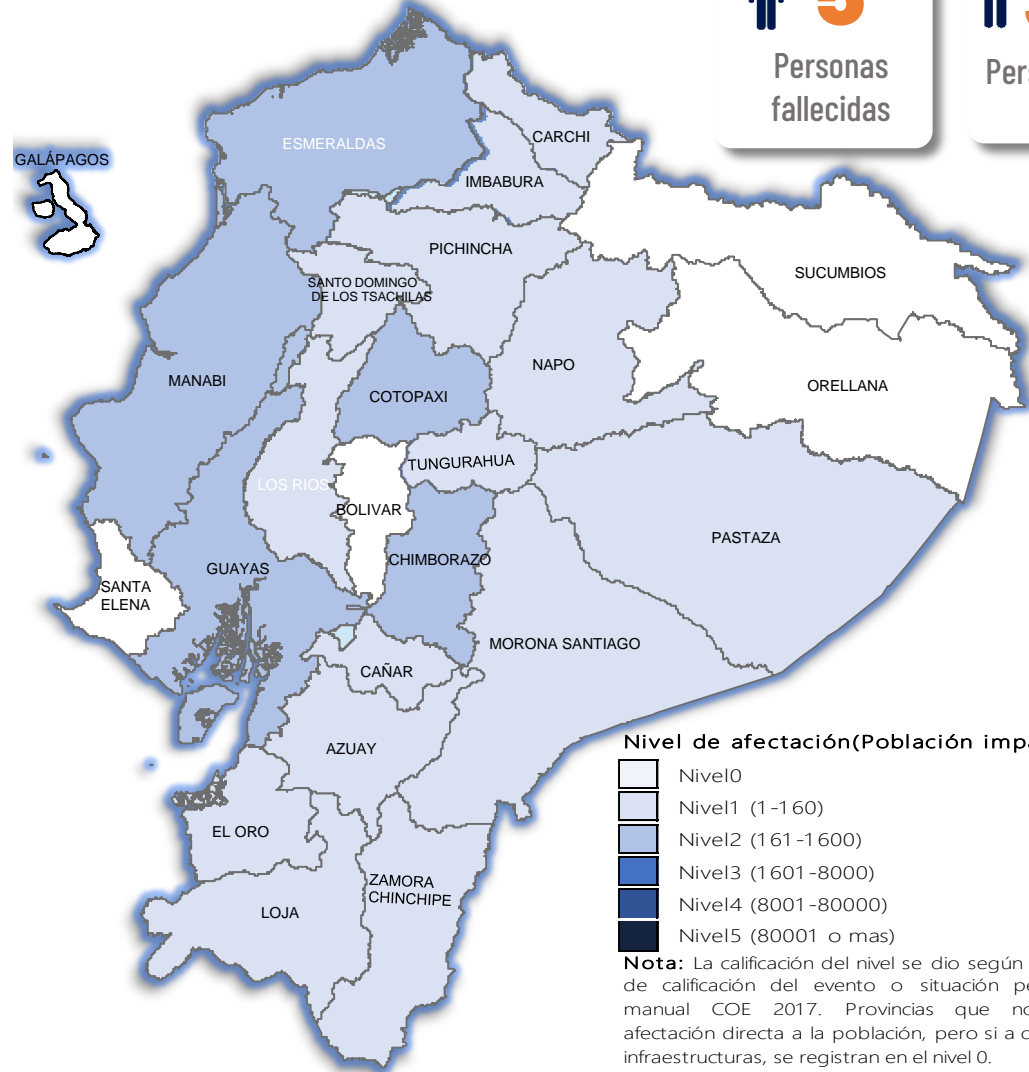 5
Personas
fallecidas
GALÁPAGOS
ESMERALDAS
CARCHI
IMBABURA
PICHINCHA
SUCUMBIOS
SANTO DOMINGO
DE LOS TSACHILAS
NAPO
ORELLANA
MANABI
COTOPAXI
TUNGURAHUA
LOS RIOS
BOLIVAR
PASTAZA
CHIMBORAZO
GUAYAS
SANTA
ELENA
MORONA SANTIAGO
CAÑAR
AZUAY
EL ORO
ZAMORA
CHINCHIPE
LOJA
Nivel de afectación(Población
Nivel0
Nivel1 (1-160)
Nivel2 (161-1600)
Nivel3 (1601-8000)
Nivel4 (8001-80000)
Nivel5 (80001 o mas)
Nota: La calificación del nivel se dio según
de calificación del evento o situación
manual COE 2017. Provincias que
afectación directa a la población, pero si a
infraestructuras, se registran en el nivel 0.